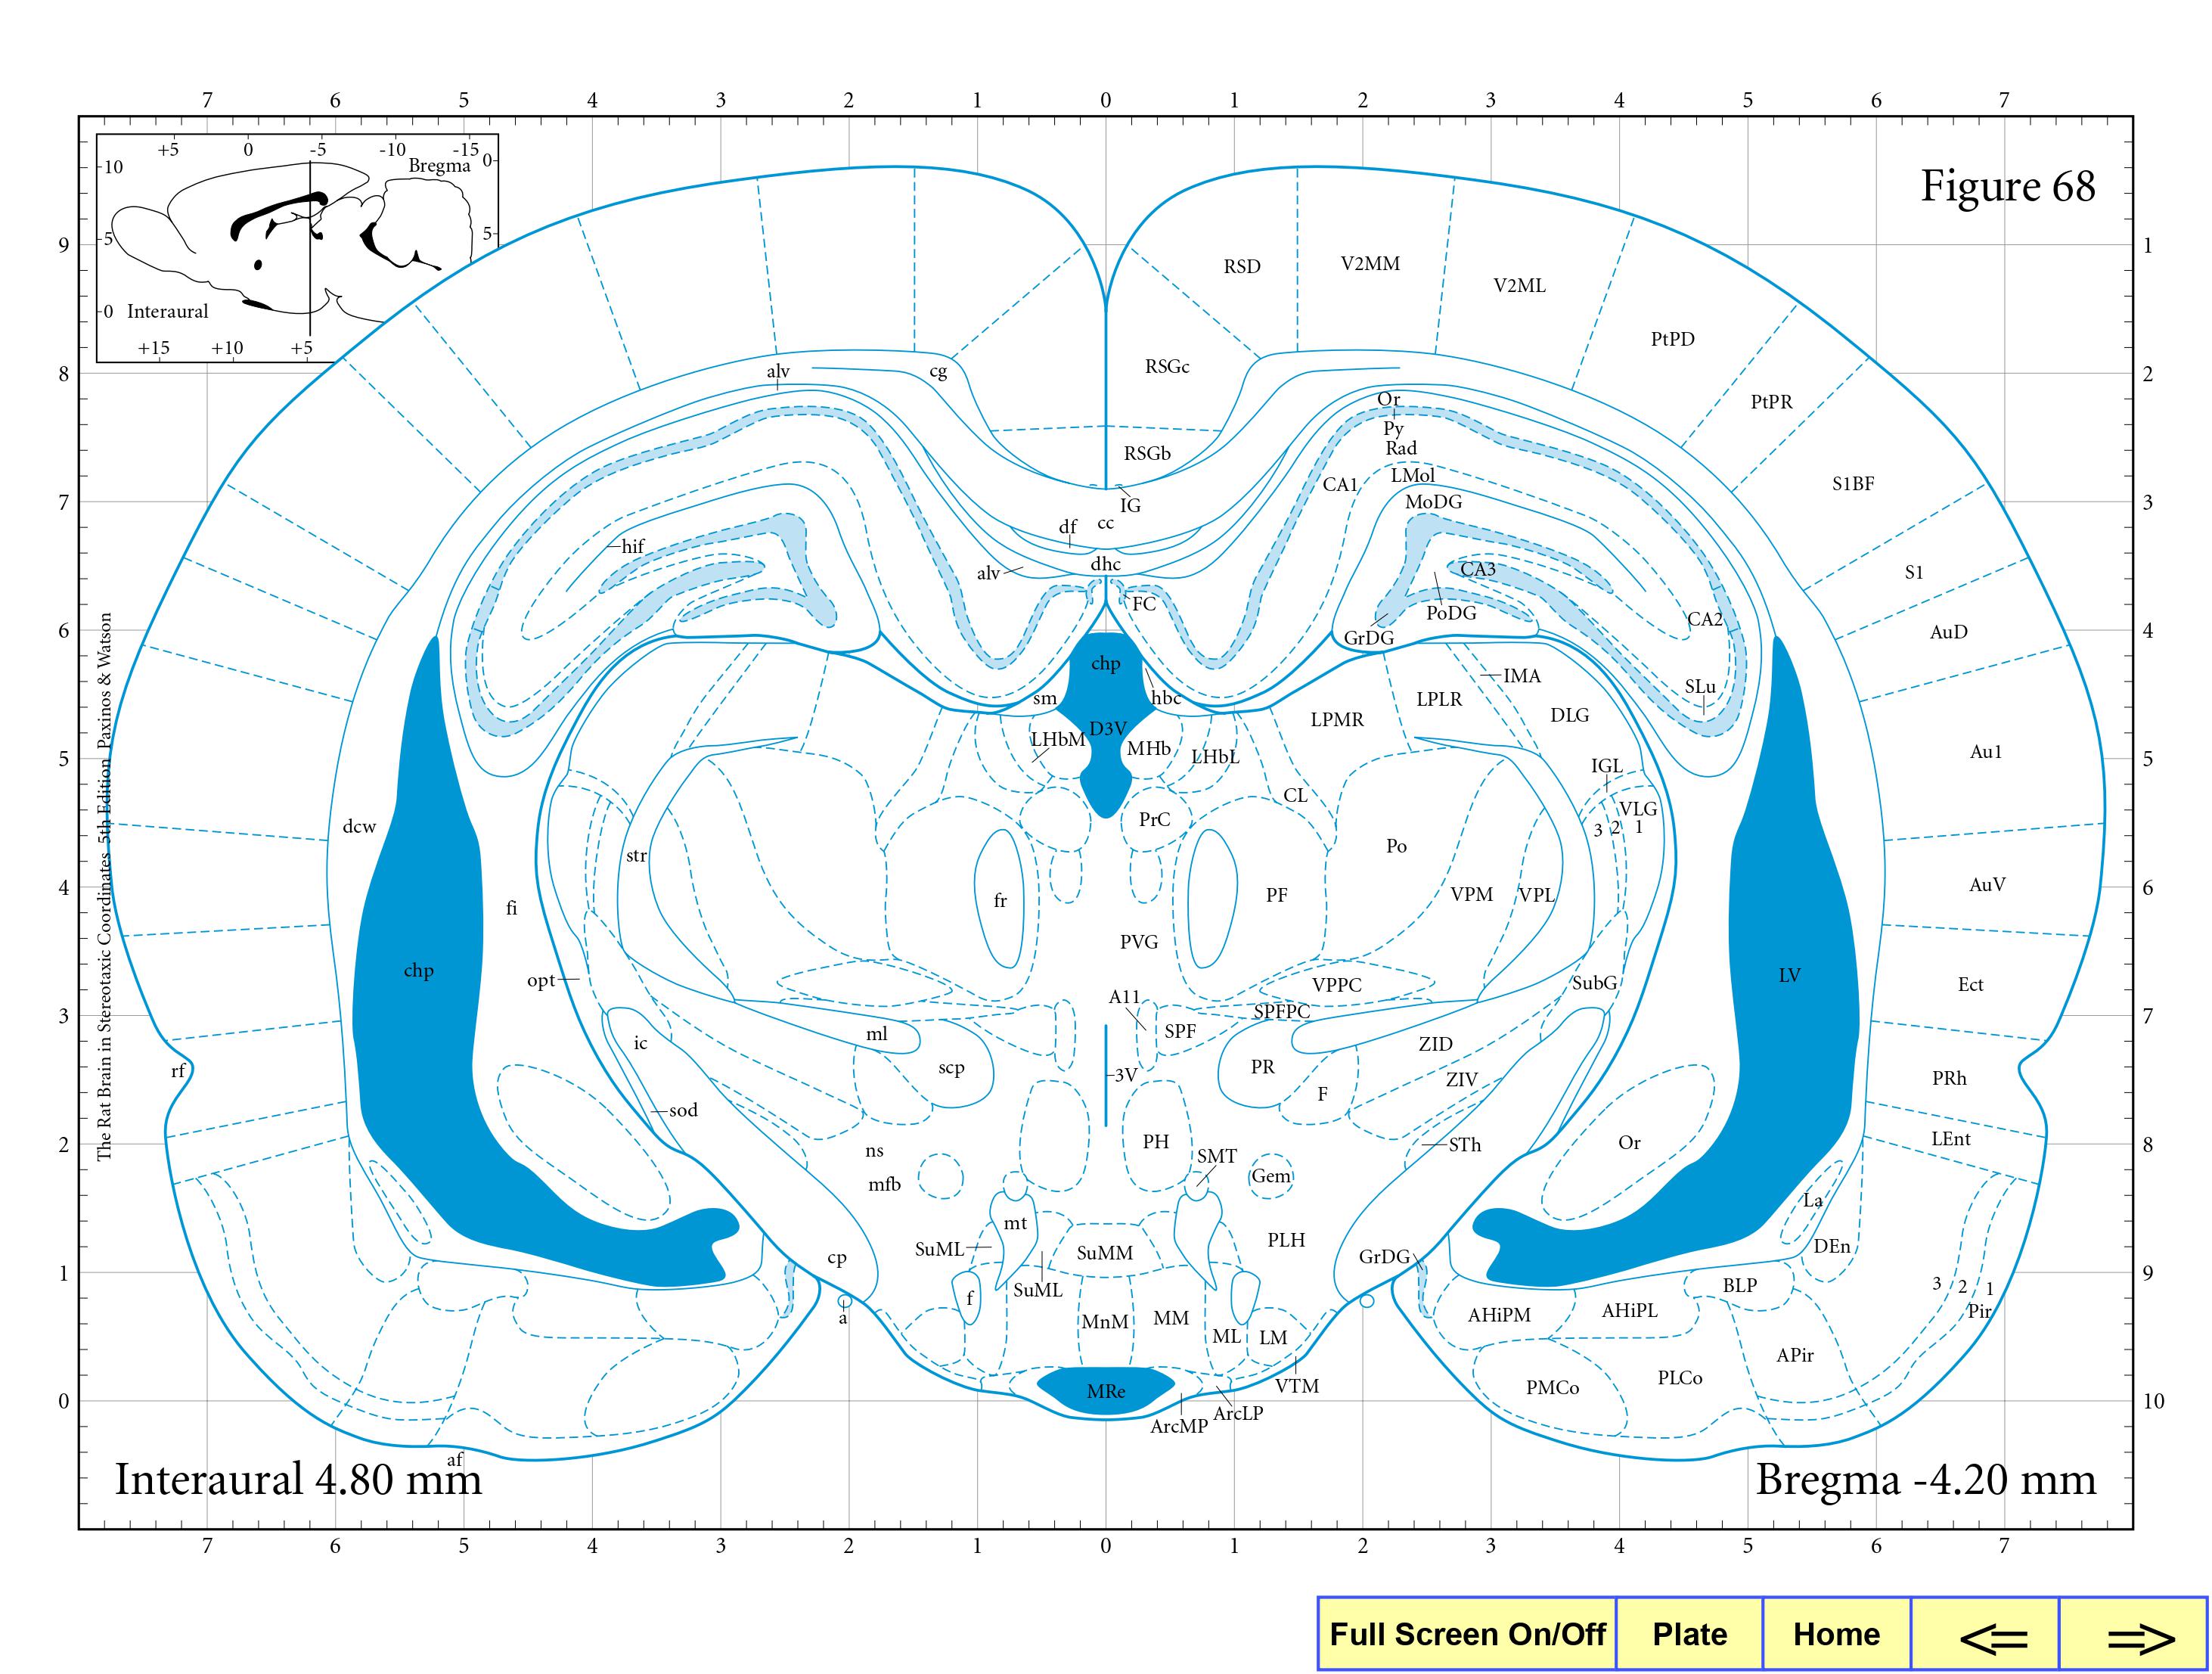 7 6 5 4 3 2 1 0 1 2 3 4 5 6 7
+5 0 -5 -10 -15
Bregma
10
0
5
5
0 Interaural
+15 +10 +5
Figure 68
9 1
8 2
7 3
6 4
5 5
4 6
3 7
2 8
1 9
0 10
The Rat Brain in Stereotaxic Coordinates 5th Edition Paxinos & Watson
RSD V2MM
V2ML
PtPD
RSGc
alv cg
PtPR
Or
Py
Rad
RSGb
LMol
CA1
S1BF
MoDG
IG
cc
df
hif
dhc
alv
CA3
S1
FC
PoDG
CA2
GrDG
AuD
chp
IMA
sm
hbc
LPLR
SLu
LPMR
DLG
D3V
LHbM
MHb
LHbL
Au1
IGL
CL
VLG
PrC
3 2 1
dcw
str
Po
AuV
VPM VPL
fr
PF
fi
PVG
chp
LV
opt
SubG
VPPC
Ect
A11
SPFPC
SPF
ml
ic
ZID
rf
scp
PR
3V
ZIV
PRh
F
sod
PH
STh
Or
LEnt
ns
SMT
mfb
Gem
La
mt
PLH
SuML
SuMM
DEn
cp
GrDG
SuML
f
BLP
3 2 1
Pir
AHiPM
AHiPL
a
MnM
MM
ML
LM
APir
PLCo
VTM
PMCo
MRe
ArcLP
ArcMP
af
Interaural 4.80 mm
Bregma -4.20 mm
7 6 5 4 3 2 1 0 1 2 3 4 5 6 7
Full Screen On/Off Plate Home <= =>